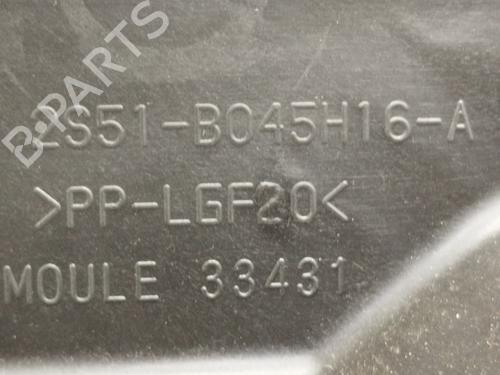 B-PARTS
2S51-B045H16-A
>PP-LGF20<
MOULE 33431